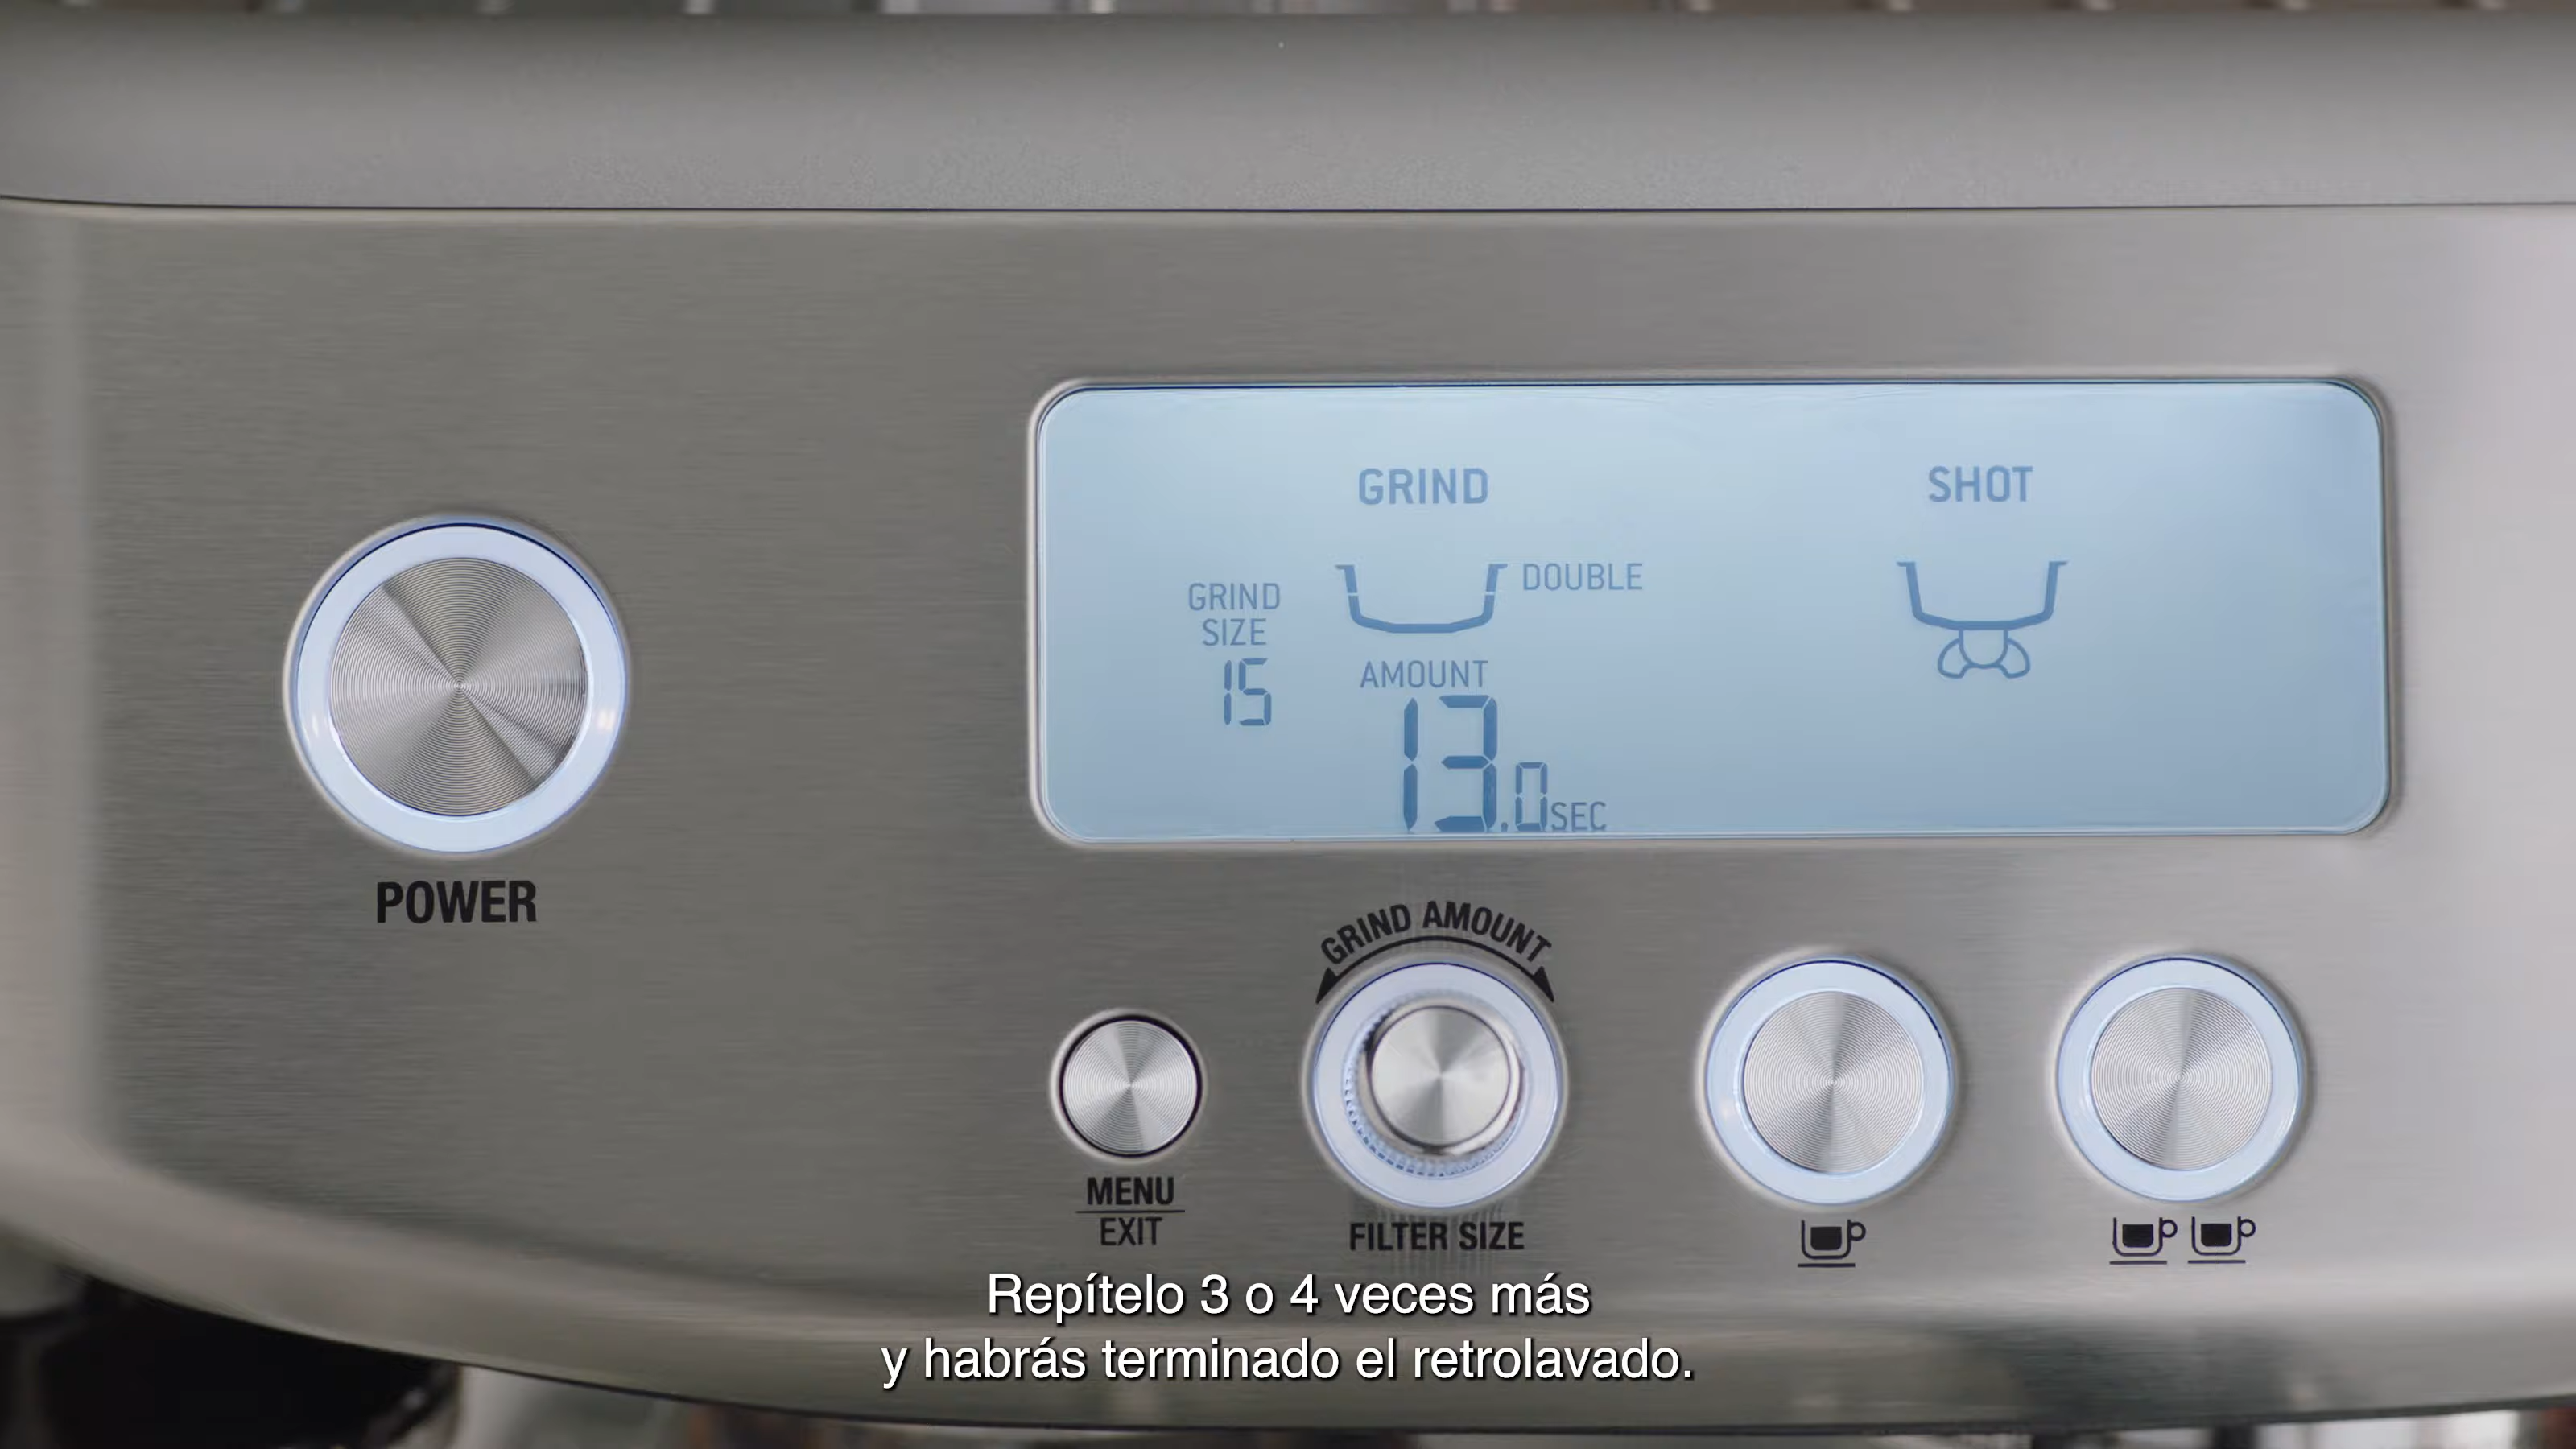 GRIND
SHOT
DOUBLE
GRIND
SIZE
15
AMOUNT
13.0SEC
POWER
GRIND AMOUNT
MENU
EXIT
FILTER SIZE
Repítelo 3 o 4 veces más
y habrás terminado el retrolavado.